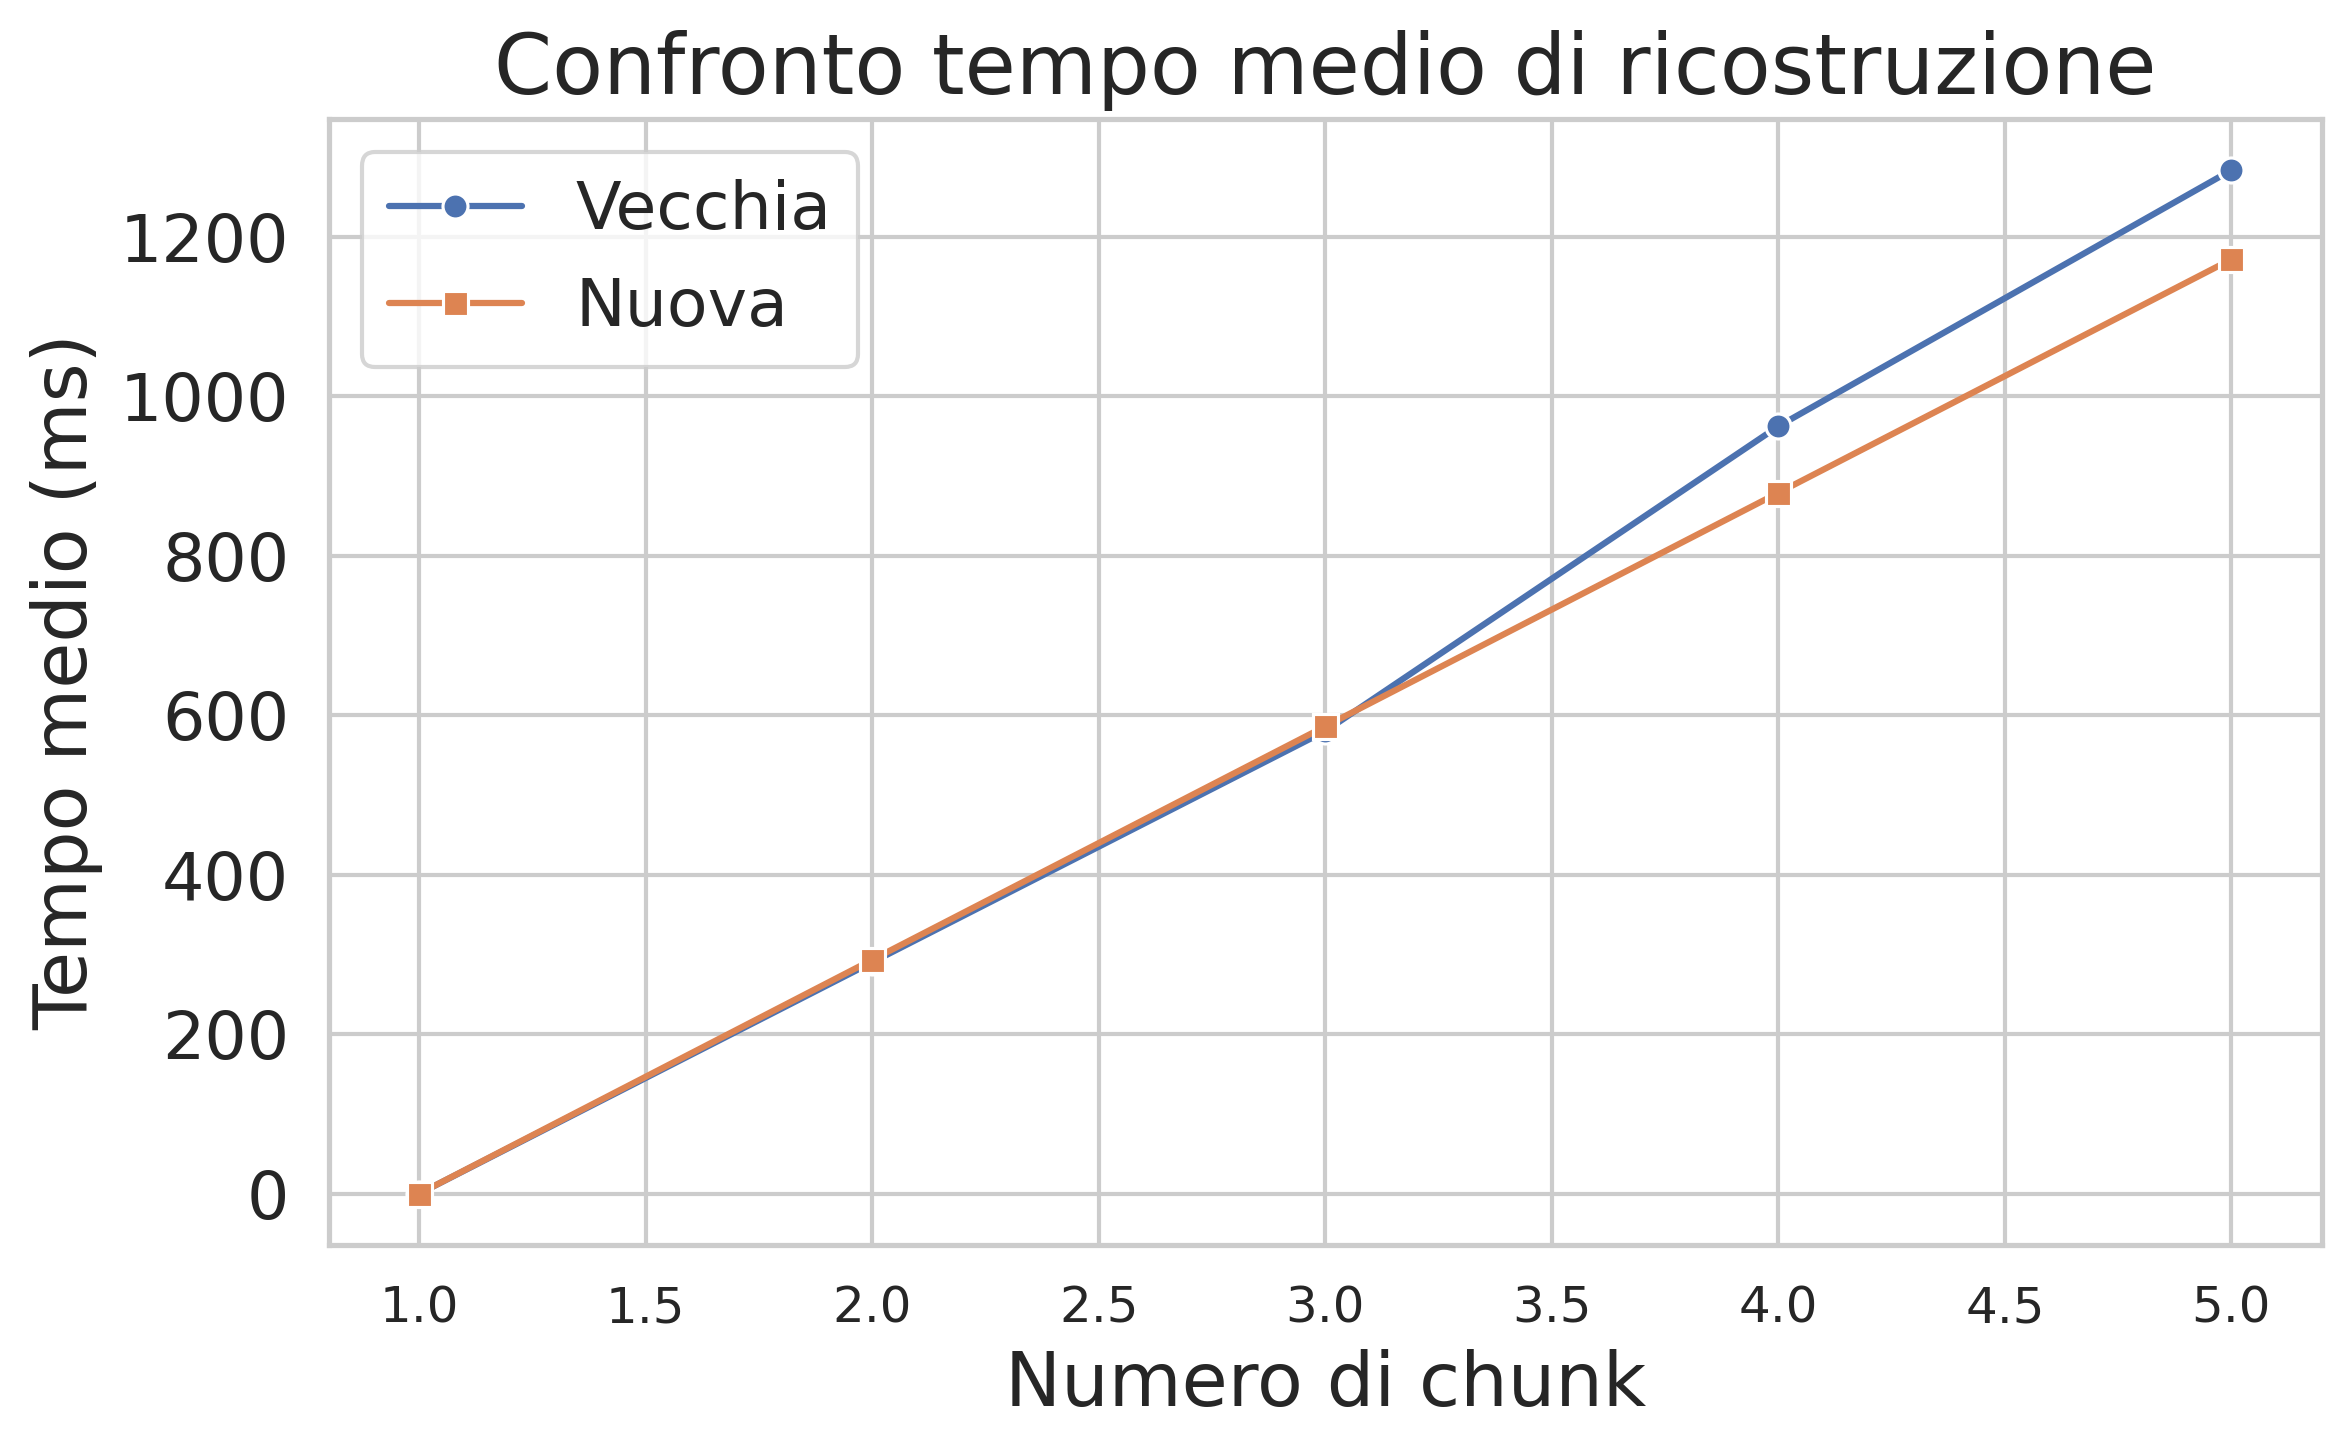 Confronto tempo medio di ricostruzione
Vecchia
Nuova
Tempo medio (ms)
1200
1000
800
600
400
200
0
1.0 1.5 2.0 2.5 3.0 3.5 4.0 4.5 5.0
Numero di chunk